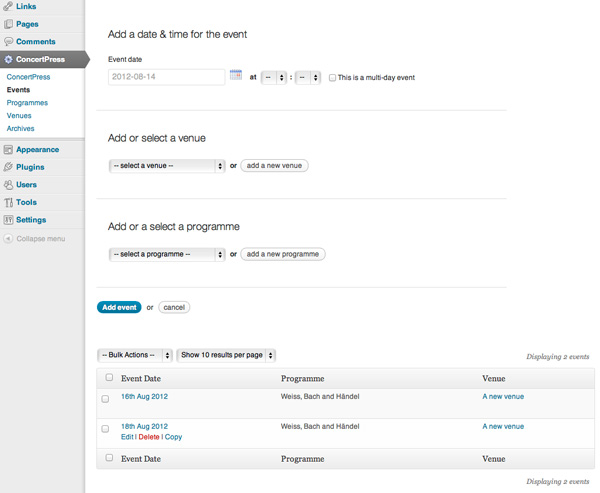 Links
Pages
Comments
ConcertPress
ConcertPress
Events
Programmes
Venues
Archives
Appearance
Plugins
Users
Tools
Settings
Collapse menu
Add a date & time for the event
Event date
2012-08-14 at -- : -- This is a multi-day event
Add or select a venue
-- select a venue -- or add a new venue
Add or a select a programme
-- select a programme -- or add a new programme
Add event or cancel
-- Bulk Actions -- Show 10 results per page Displaying 2 events
Event Date Programme Venue
16th Aug 2012 Weiss, Bach and Händel A new venue
18th Aug 2012 Weiss, Bach and Händel A new venue
Edit | Delete | Copy
Event Date Programme Venue
Displaying 2 events